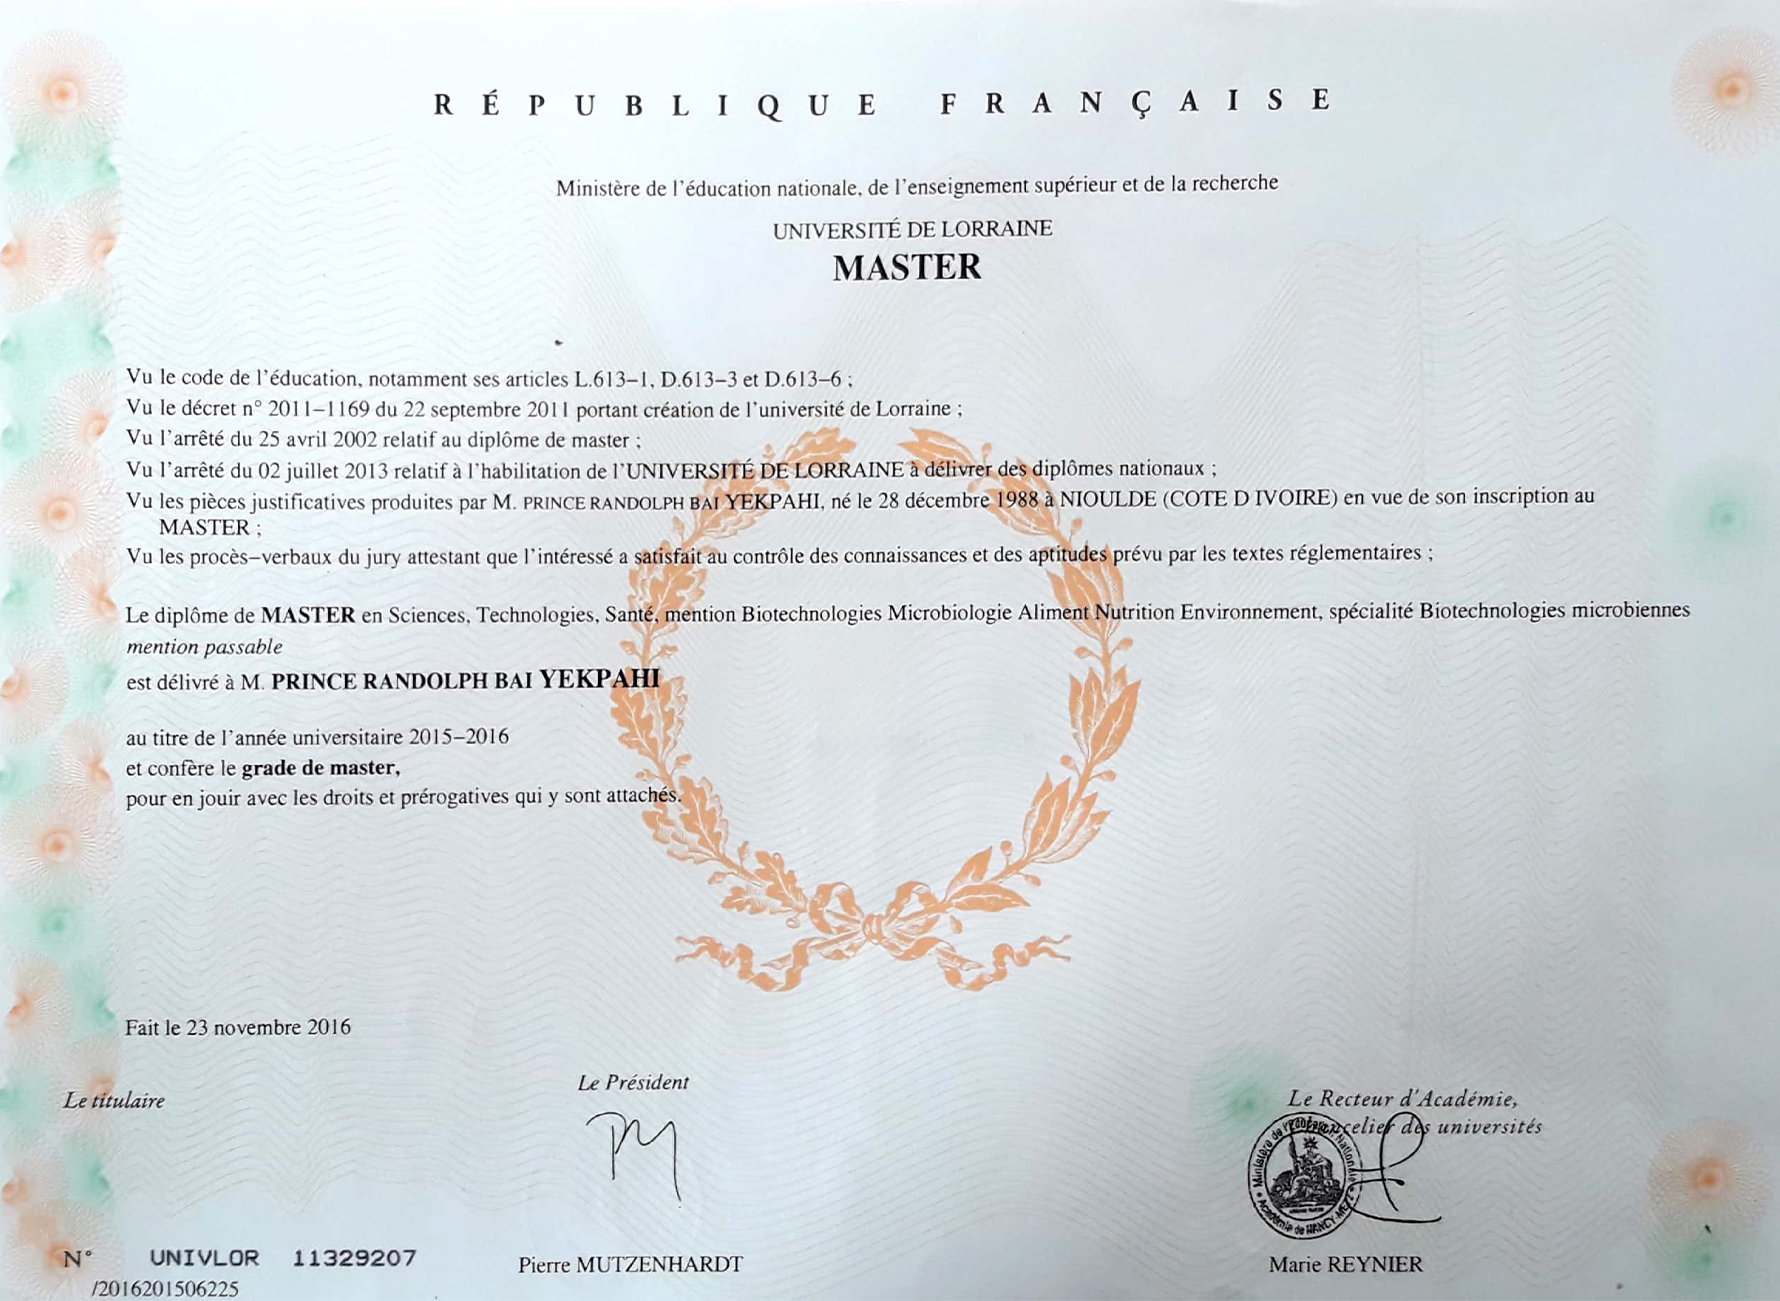 RÉPUBLIQUE FRANÇAISE
Ministère de l'éducation nationale, de l'enseignement supérieur et de la recherche
UNIVERSITÉ DE LORRAINE
MASTER
Vu le code de l'éducation, notamment ses articles L.613-1, D.613-3 et D.613-6 ;
Vu le décret n° 2011-1169 du 22 septembre 2011 portant création de l'université de Lorraine ;
Vu l'arrêté du 25 avril 2002 relatif au diplôme de master ;
Vu l'arrêté du 02 juillet 2013 relatif à l'habilitation de l'UNIVERSITÉ DE LORRAINE à délivrer des diplômes nationaux ;
Vu les pièces justificatives produites par M. PRINCE RANDOLPH BAI YEKPAHI, né le 28 décembre 1988 à NIOULDE (COTE D IVOIRE) en vue de son inscription au
MASTER ;
Vu les procès-verbaux du jury attestant que l'intéressé a satisfait au contrôle des connaissances et des aptitudes prévu par les textes réglementaires ;
Le diplôme de MASTER en Sciences, Technologies, Santé, mention Biotechnologies Microbiologie Aliment Nutrition Environnement, spécialité Biotechnologies microbiennes
mention passable
est délivré à M. PRINCE RANDOLPH BAI YEKPAHI
au titre de l'année universitaire 2015-2016
et confère le grade de master,
pour en jouir avec les droits et prérogatives qui y sont attachés.
Fait le 23 novembre 2016
Le titulaire
Le Président
Le Recteur d'Académie,
celier des universités
Ministère de l'éducation Nationale
Académie de NANCY-METZ
Pierre MUTZENHARDT
Marie REYNIER
N° UNIVLOR 11329207
/2016201506225